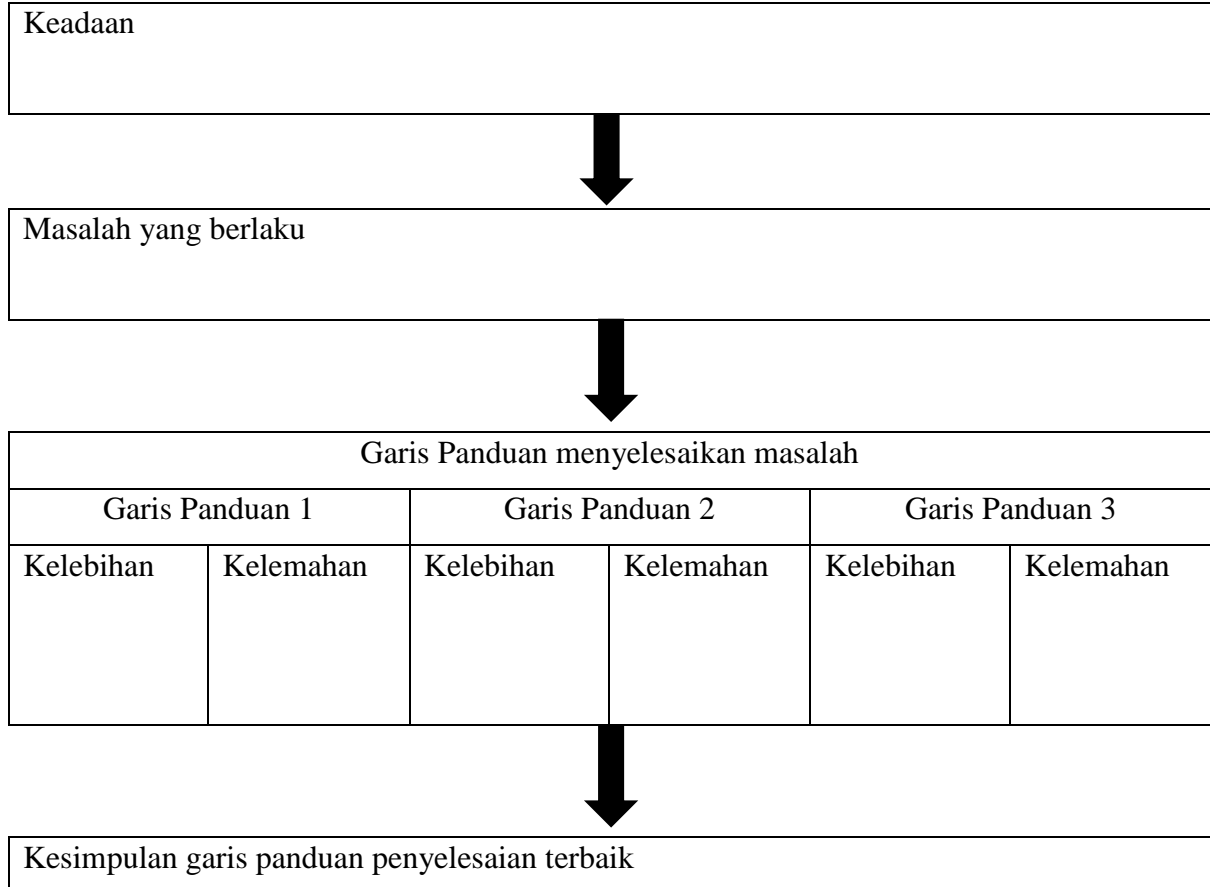 Keadaan
Masalah yang berlaku
Garis Panduan menyelesaikan masalah
Garis Panduan 1 Garis Panduan 2 Garis Panduan 3
Kelebihan Kelemahan Kelebihan Kelemahan Kelebihan Kelemahan
Kesimpulan garis panduan penyelesaian terbaik